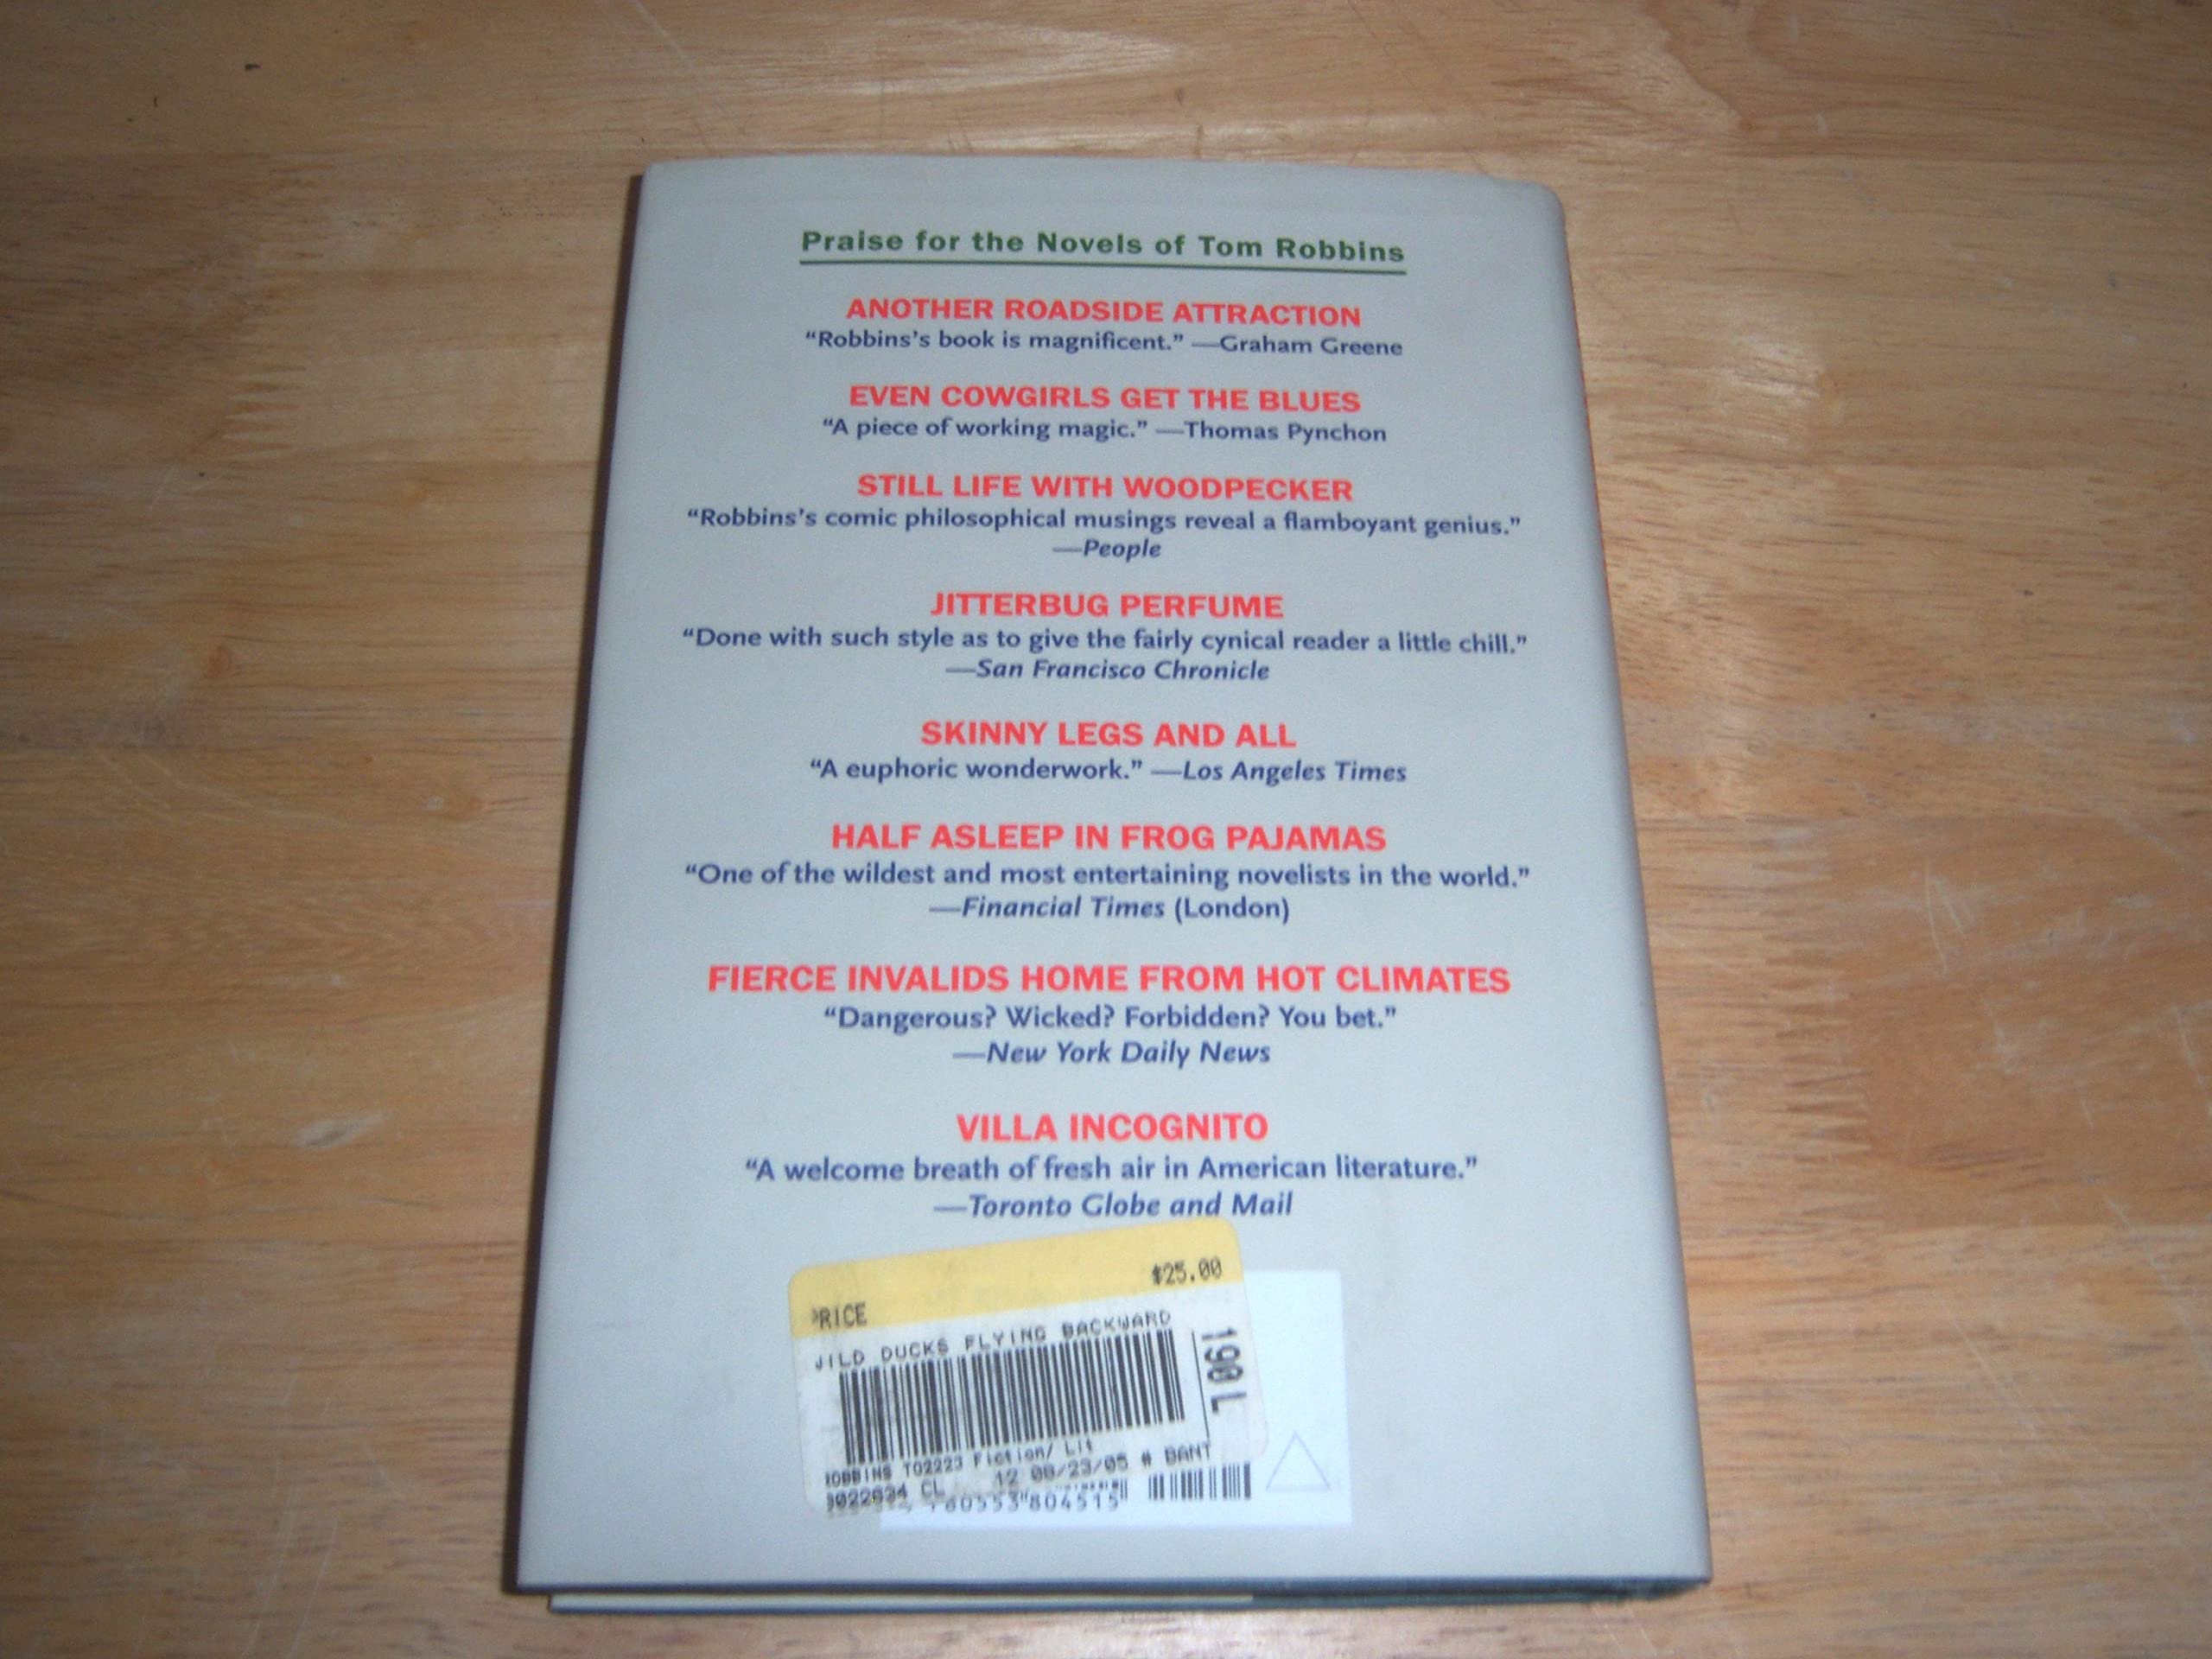 Praise for the Novels of Tom Robbins
ANOTHER ROADSIDE ATTRACTION
“Robbins’s book is magnificent.” —Graham Greene
EVEN COWGIRLS GET THE BLUES
“A piece of working magic.” —Thomas Pynchon
STILL LIFE WITH WOODPECKER
“Robbins’s comic philosophical musings reveal a flamboyant genius.”
—People
JITTERBUG PERFUME
“Done with such style as to give the fairly cynical reader a little chill.”
—San Francisco Chronicle
SKINNY LEGS AND ALL
“A euphoric wonderwork.” —Los Angeles Times
HALF ASLEEP IN FROG PAJAMAS
“One of the wildest and most entertaining novelists in the world.”
—Financial Times (London)
FIERCE INVALIDS HOME FROM HOT CLIMATES
“Dangerous? Wicked? Forbidden? You bet.”
—New York Daily News
VILLA INCOGNITO
“A welcome breath of fresh air in American literature.”
—Toronto Globe and Mail
$25.00
PRICE
WILD DUCKS FLYING BACKWARD
190L
ROBBINS TO2223 Fiction/ Lit
CL 12 08/23/05 # BANT
780553 804515